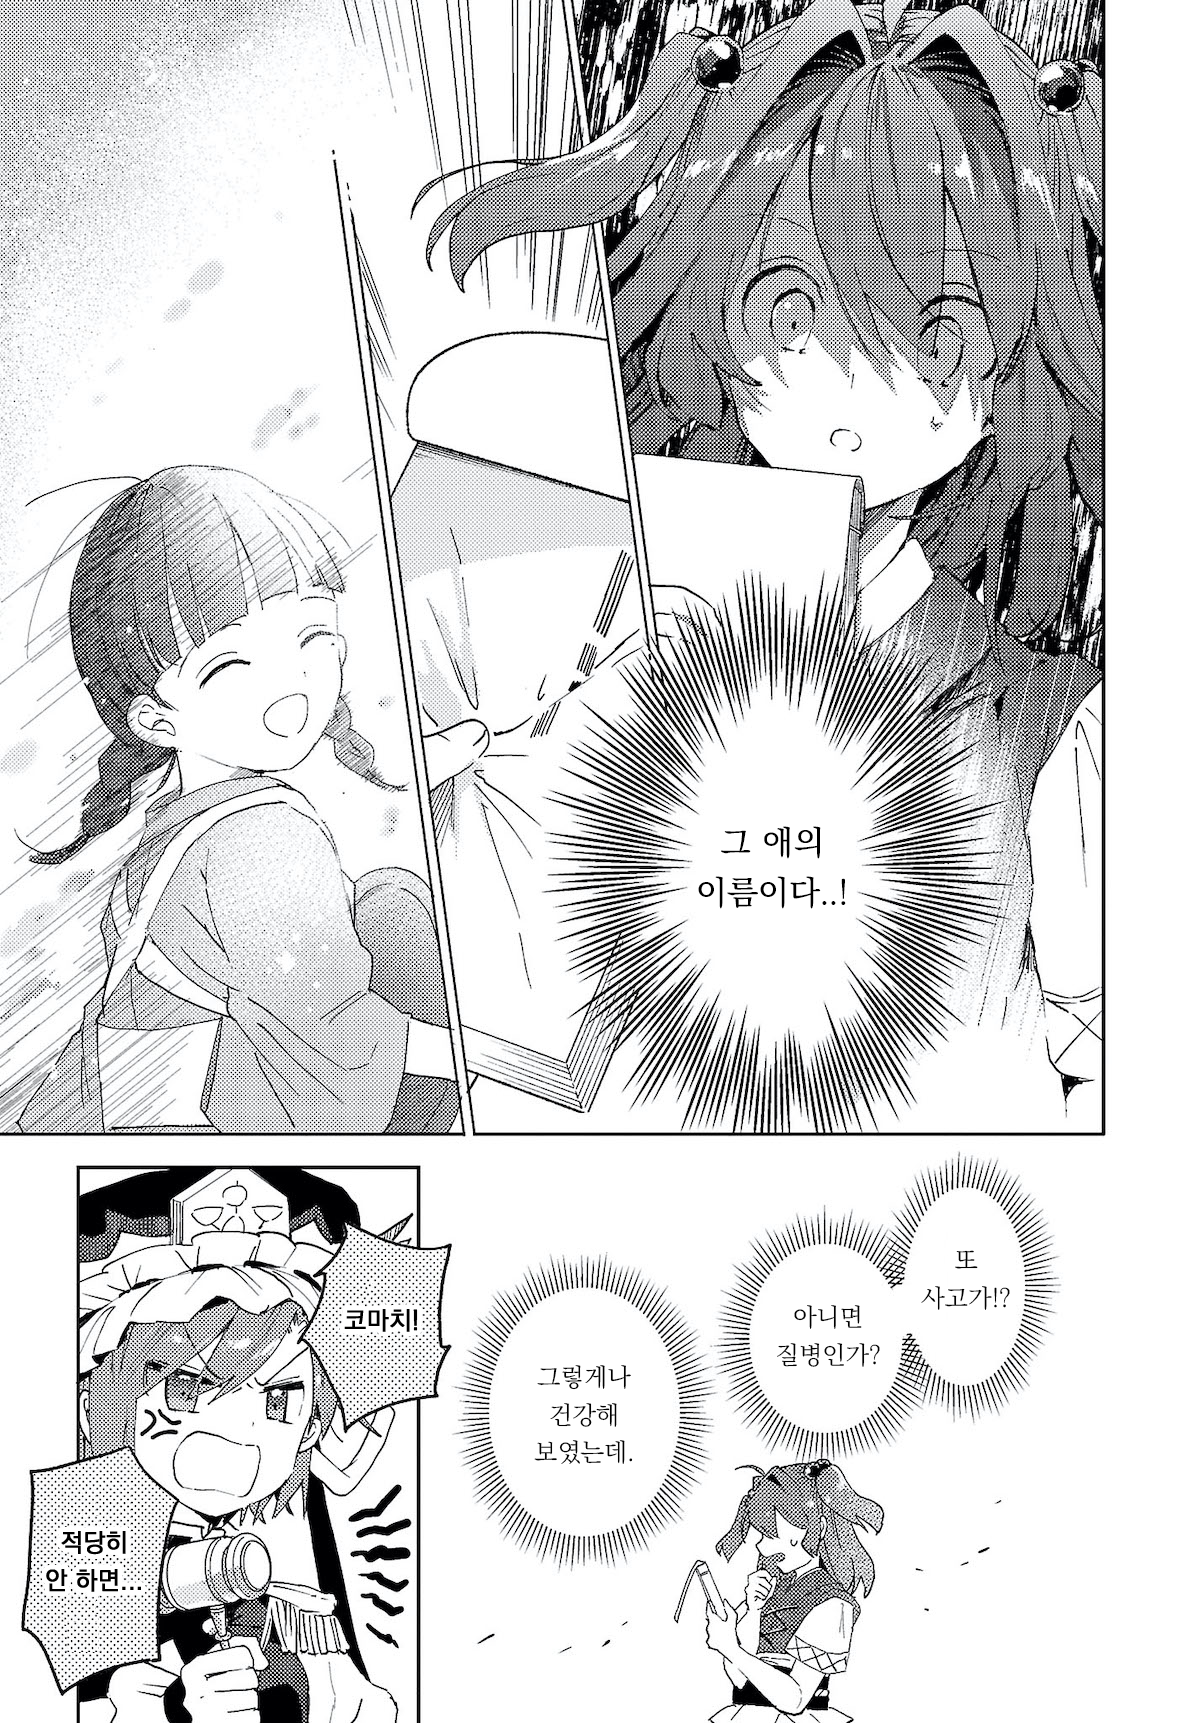 그 애의
이름이다..!
또
사고가!?
아니면
질병인가?
그렇게나
건강해
보였는데.
코마치!
적당히
안 하면...